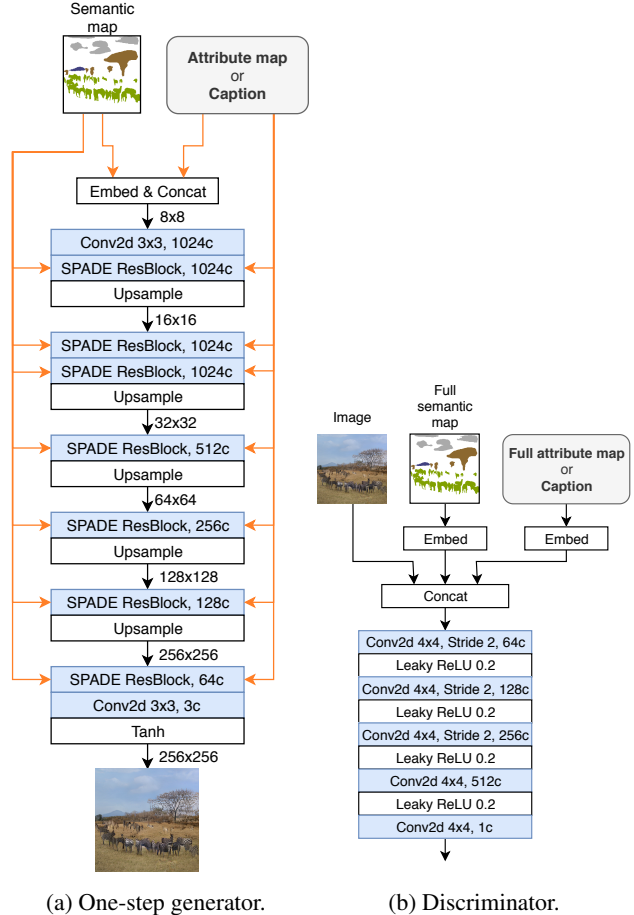 Semantic
map
Attribute map
or
Caption
Embed & Concat
8x8
Conv2d 3x3, 1024c
SPADE ResBlock, 1024c
Upsample
16x16
SPADE ResBlock, 1024c
SPADE ResBlock, 1024c
Upsample
32x32
SPADE ResBlock, 512c
Upsample
64x64
SPADE ResBlock, 256c
Upsample
128x128
SPADE ResBlock, 128c
Upsample
256x256
SPADE ResBlock, 64c
Conv2d 3x3, 3c
Tanh
256x256
(a) One-step generator.
Image
Full
semantic
map
Full attribute map
or
Caption
Embed
Embed
Concat
Conv2d 4x4, Stride 2, 64c
Leaky ReLU 0.2
Conv2d 4x4, Stride 2, 128c
Leaky ReLU 0.2
Conv2d 4x4, Stride 2, 256c
Leaky ReLU 0.2
Conv2d 4x4, 512c
Leaky ReLU 0.2
Conv2d 4x4, 1c
(b) Discriminator.